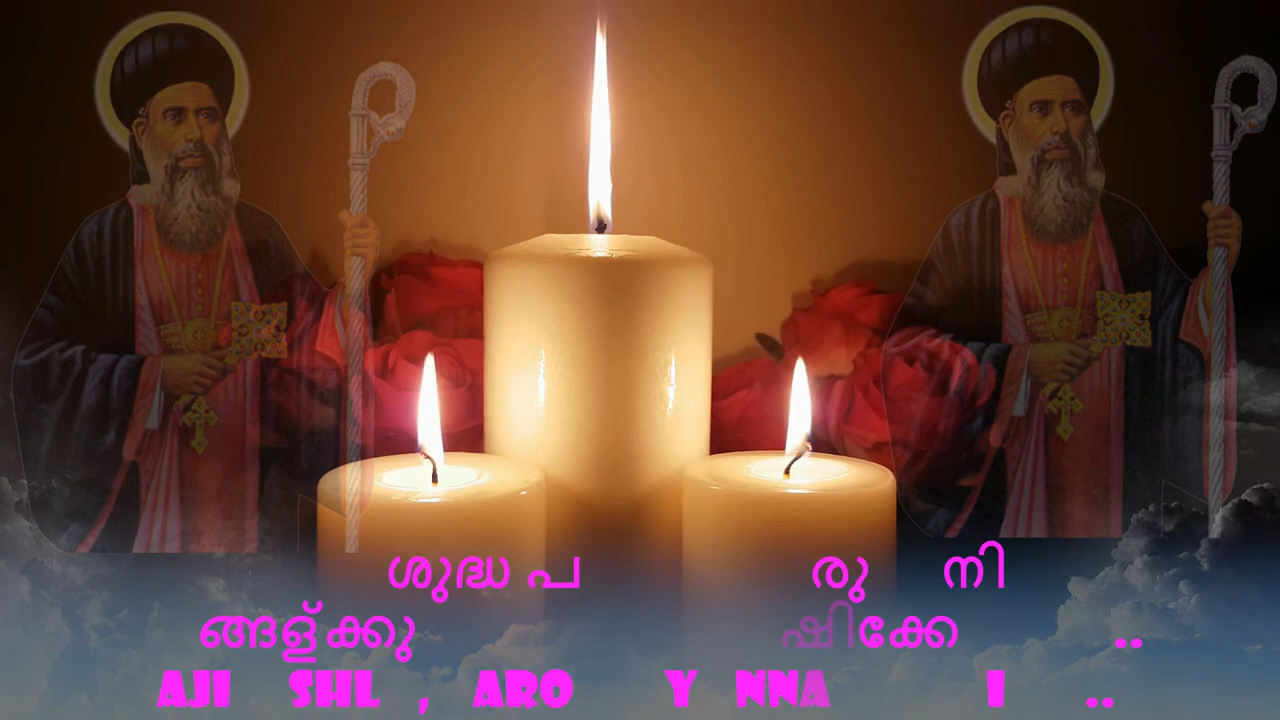 ശുദ്ധ പ രു നി
ങ്ങള്ക്കു ഷിക്കേ ..
AJI SHL , ARO Y NNA I ..